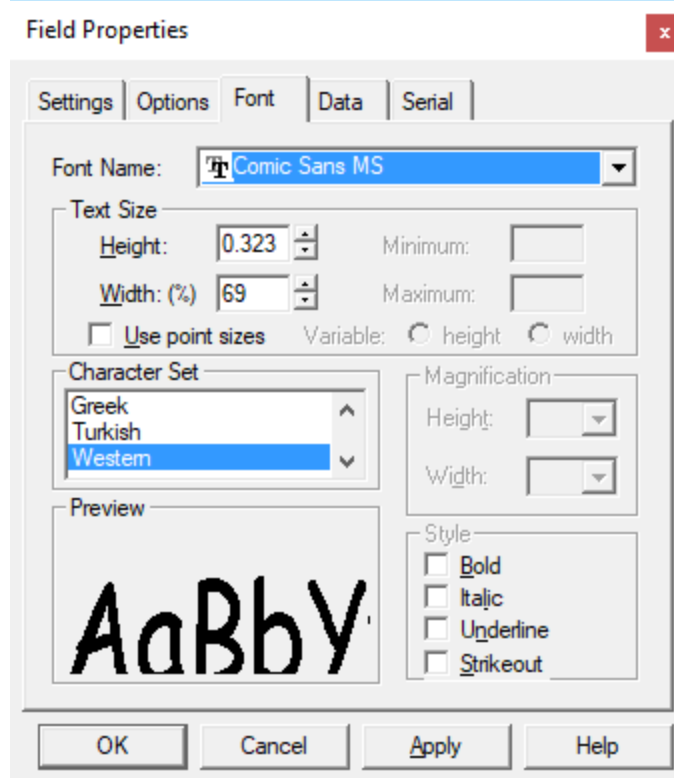 Field Properties
x
Settings Options Font Data Serial
Font Name: Comic Sans MS
Text Size
Height: 0.323 Minimum:
Width: (%) 69 Maximum:
Use point sizes Variable: height width
Character Set
Greek
Turkish
Western
Magnification
Height:
Width:
Preview
AaBbY
Style
Bold
Italic
Underline
Strikeout
OK Cancel Apply Help